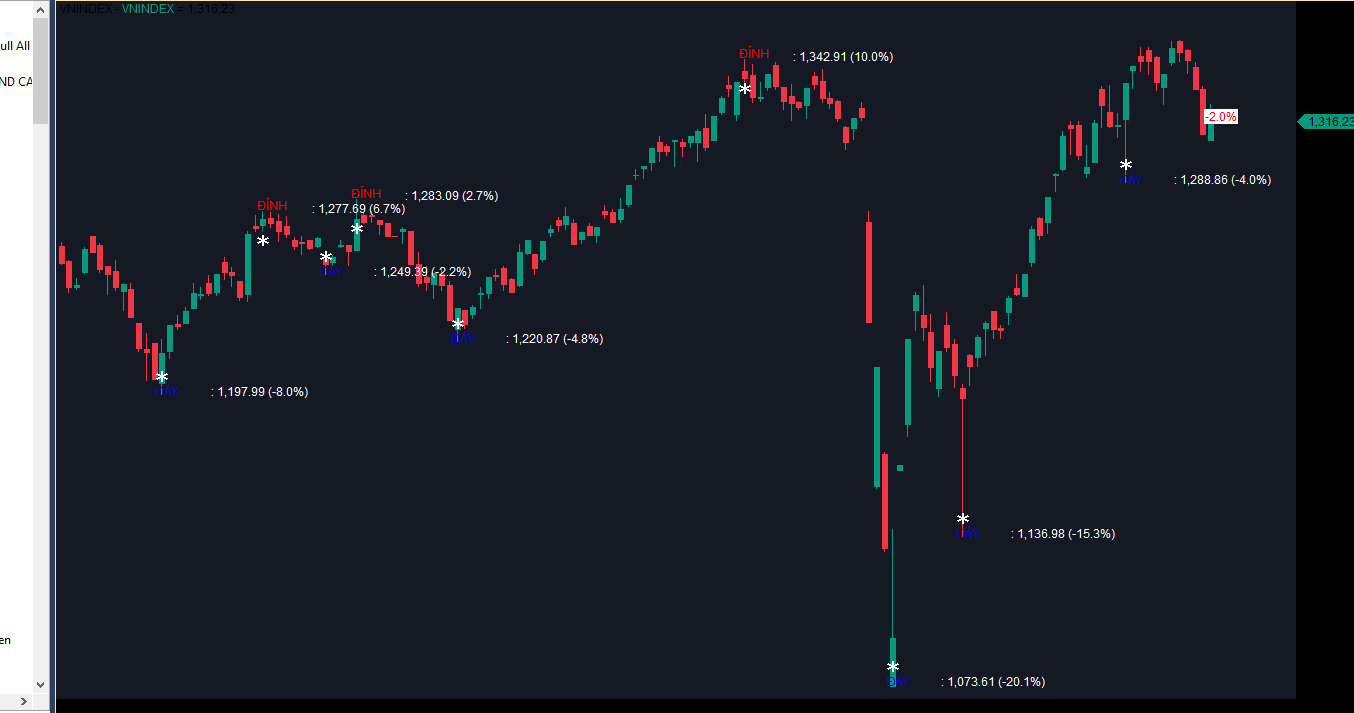 VNINDEX - VNINDEX = 1,316.23
ull All
ND CA
ĐỈNH : 1,342.91 (10.0%)
-2.0%
1,316.23
ĐÁY : 1,288.86 (-4.0%)
ĐỈNH : 1,283.09 (2.7%)
ĐỈNH : 1,277.69 (6.7%)
ĐÁY : 1,249.39 (-2.2%)
ĐÁY : 1,220.87 (-4.8%)
ĐÁY : 1,197.99 (-8.0%)
ĐÁY : 1,136.98 (-15.3%)
en
ĐÁY : 1,073.61 (-20.1%)